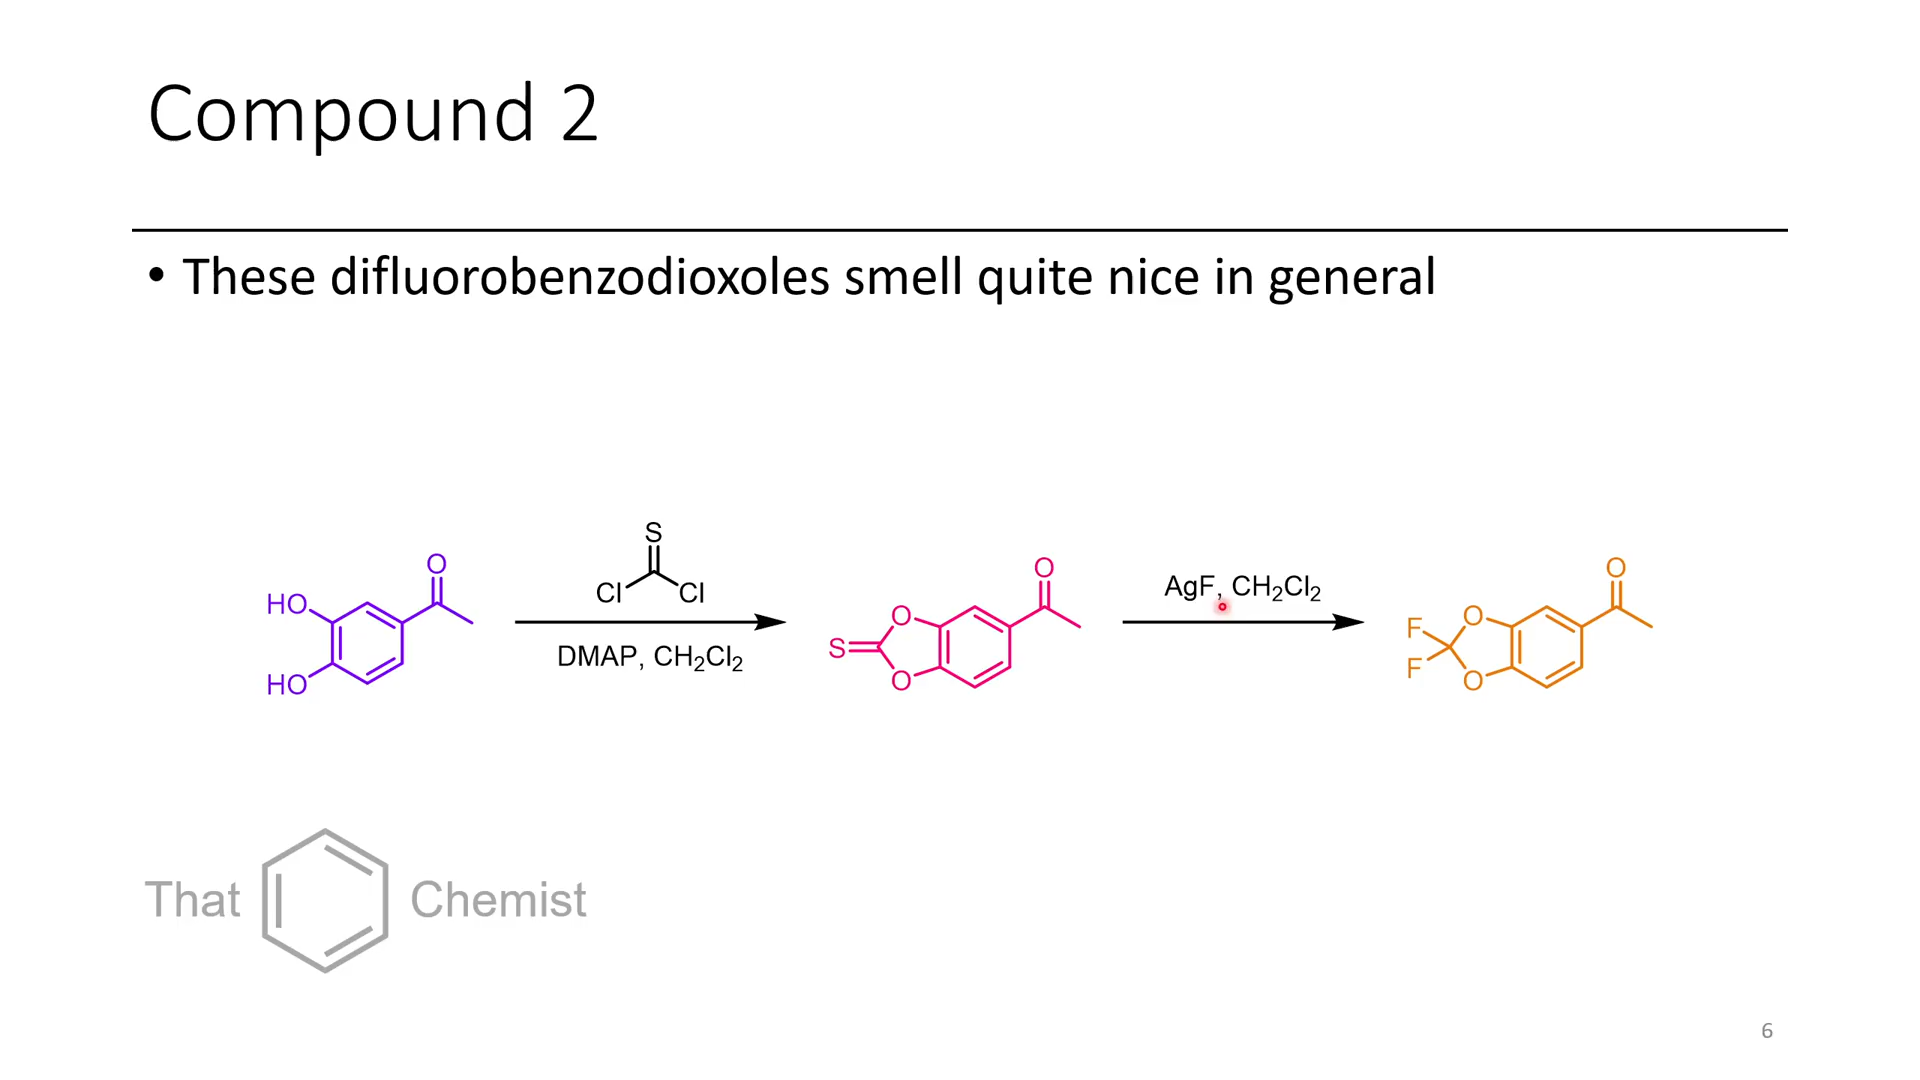 Compound 2
• These difluorobenzodioxoles smell quite nice in general
S
Cl Cl
DMAP, CH₂Cl₂
AgF, CH₂Cl₂
HO
HO
O
S
O
O
O
F
F
O
O
O
That Chemist
6